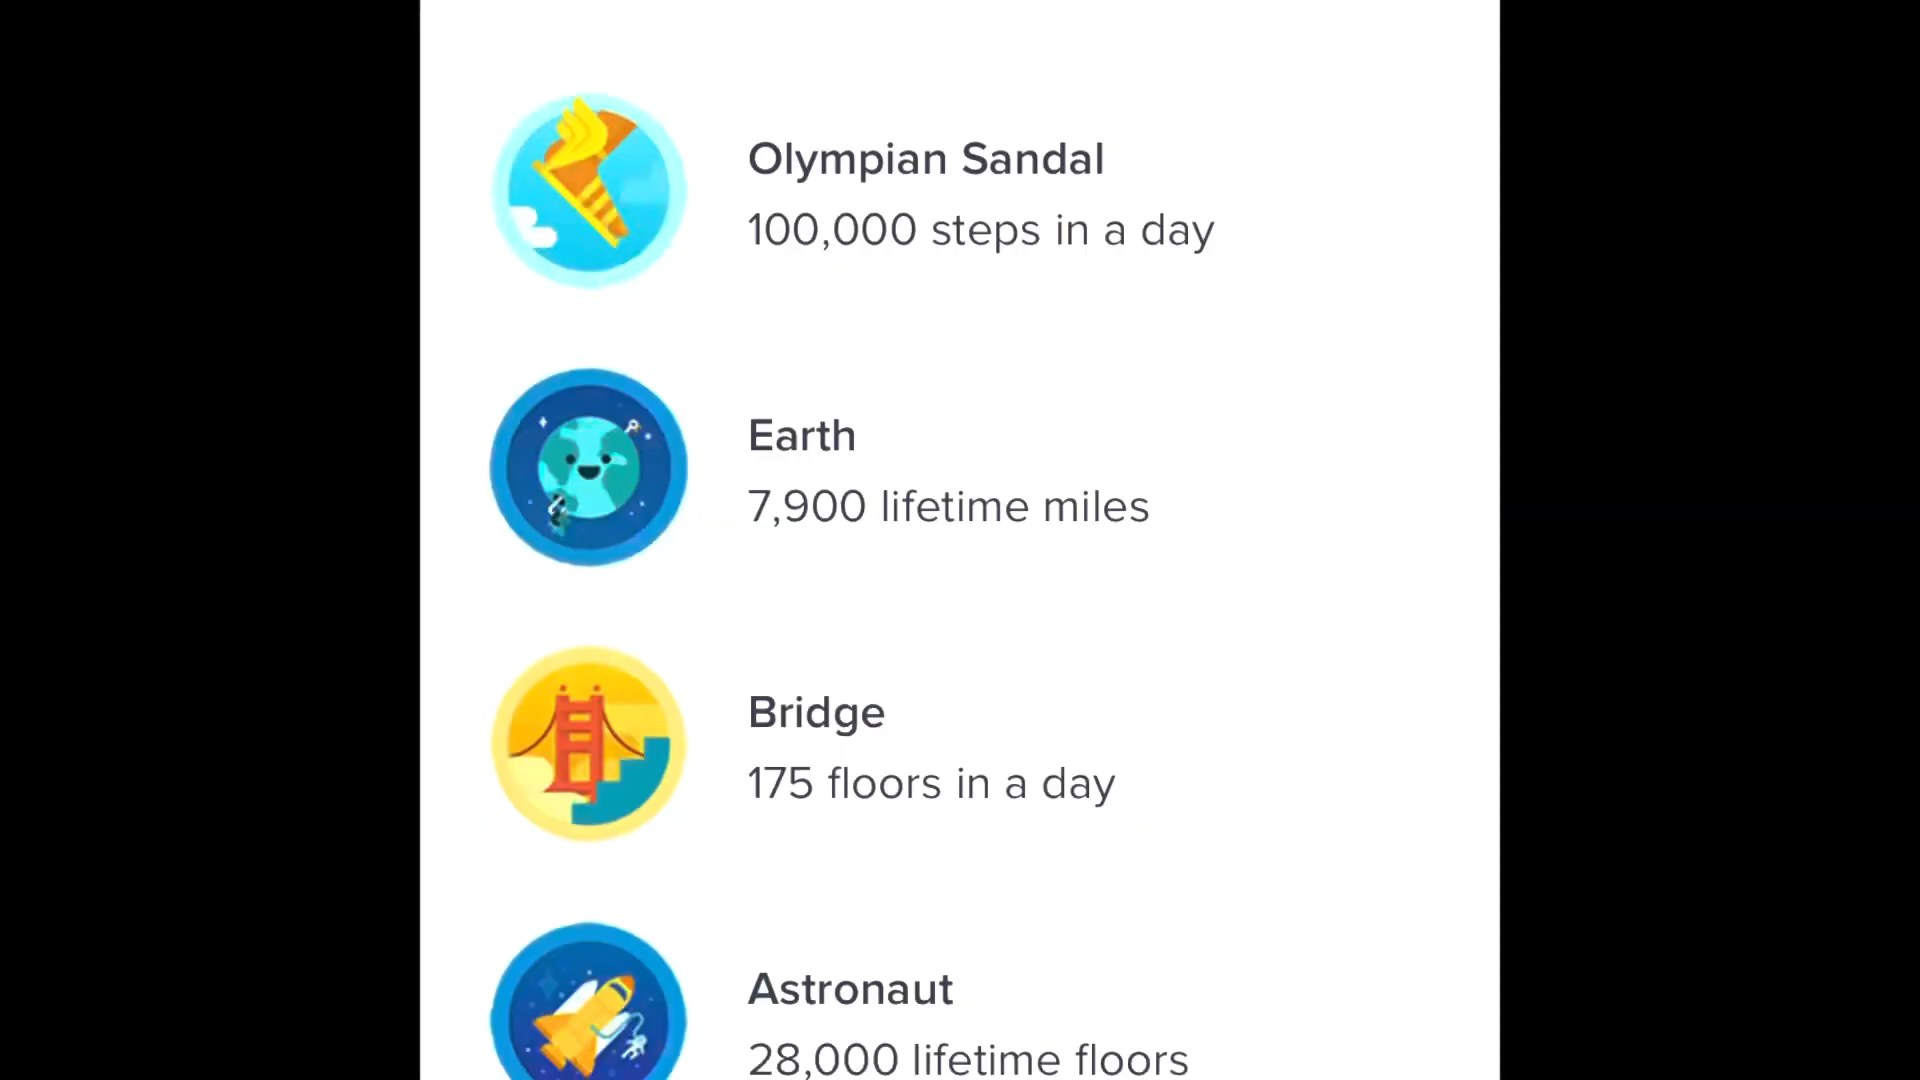 Olympian Sandal
100,000 steps in a day
Earth
7,900 lifetime miles
Bridge
175 floors in a day
Astronaut
28,000 lifetime floors